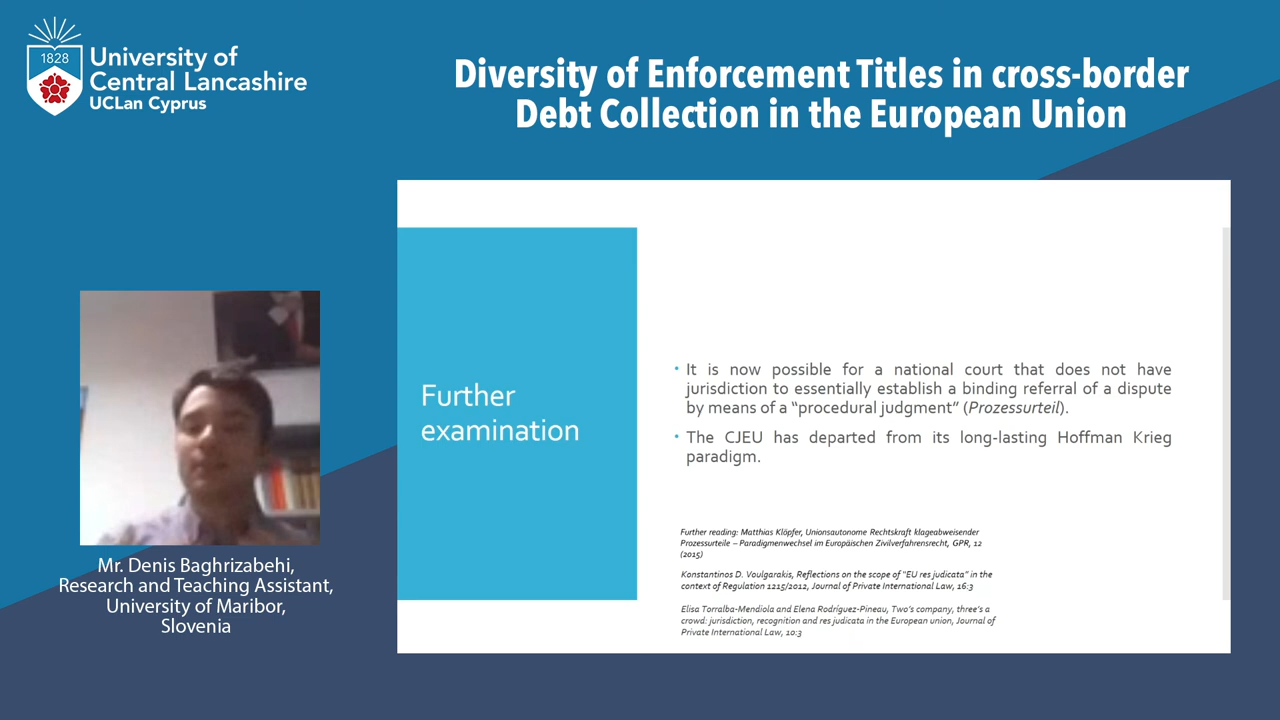 1828
University of
Central Lancashire
UCLan Cyprus
Diversity of Enforcement Titles in cross-border
Debt Collection in the European Union
Further
examination
• It is now possible for a national court that does not have
jurisdiction to essentially establish a binding referral of a dispute
by means of a “procedural judgment” (Prozessurteil).
• The CJEU has departed from its long-lasting Hoffman Krieg
paradigm.
Further reading: Matthias Klöpfer, Unionsautonome Rechtskraft klageabweisender
Prozessurteile – Paradigmenwechsel im Europäischen Zivilverfahrensrecht, GPR, 12
(2015)
Konstantinos D. Voulgarakis, Reflections on the scope of “EU res judicata” in the
context of Regulation 1215/2012, Journal of Private International Law, 16:3
Elisa Torralba-Mendiola and Elena Rodríguez-Pineau, Two’s company, three’s a
crowd: jurisdiction, recognition and res judicata in the European union, Journal of
Private International Law, 10:3
Mr. Denis Baghrizabehi,
Research and Teaching Assistant,
University of Maribor,
Slovenia